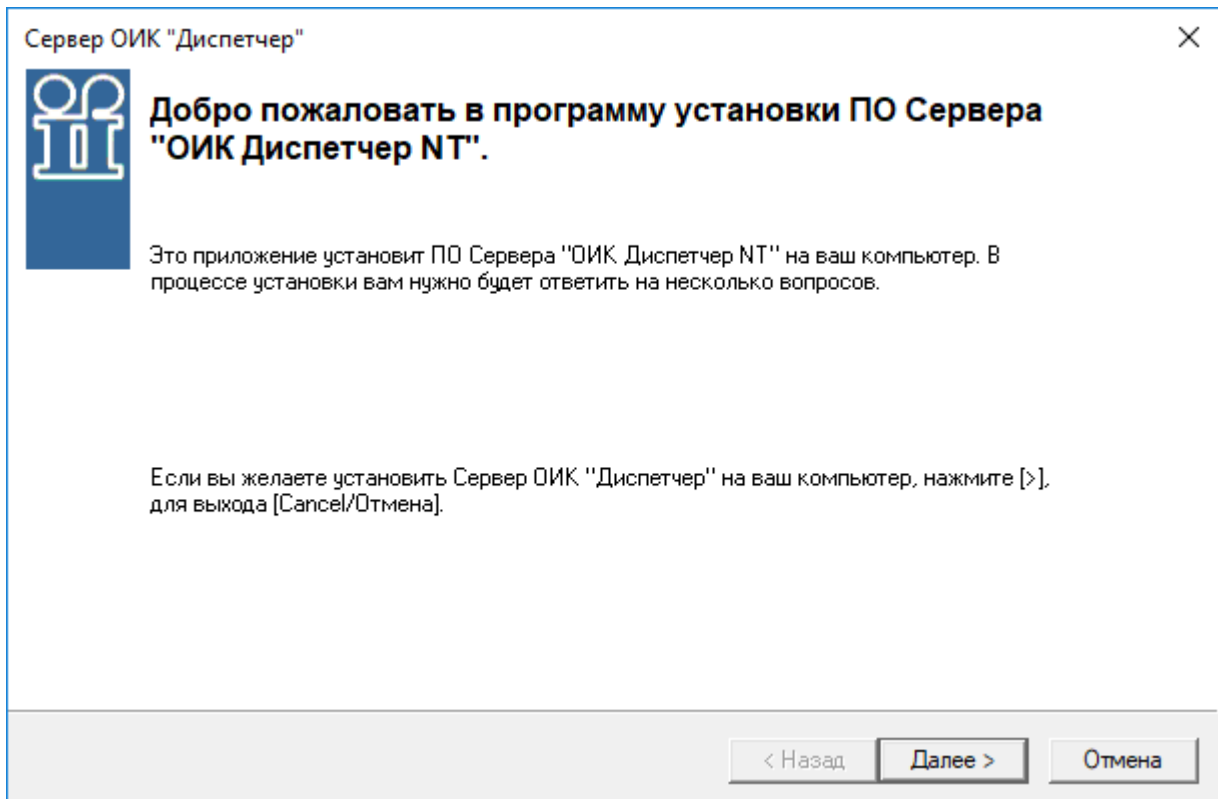 Сервер ОИК "Диспетчер"
Добро пожаловать в программу установки ПО Сервера
"ОИК Диспетчер NT".
Это приложение установит ПО Сервера "ОИК Диспетчер NT" на ваш компьютер. В
процессе установки вам нужно будет ответить на несколько вопросов.
Если вы желаете установить Сервер ОИК "Диспетчер" на ваш компьютер, нажмите [>],
для выхода [Cancel/Отмена].
< Назад Далее > Отмена